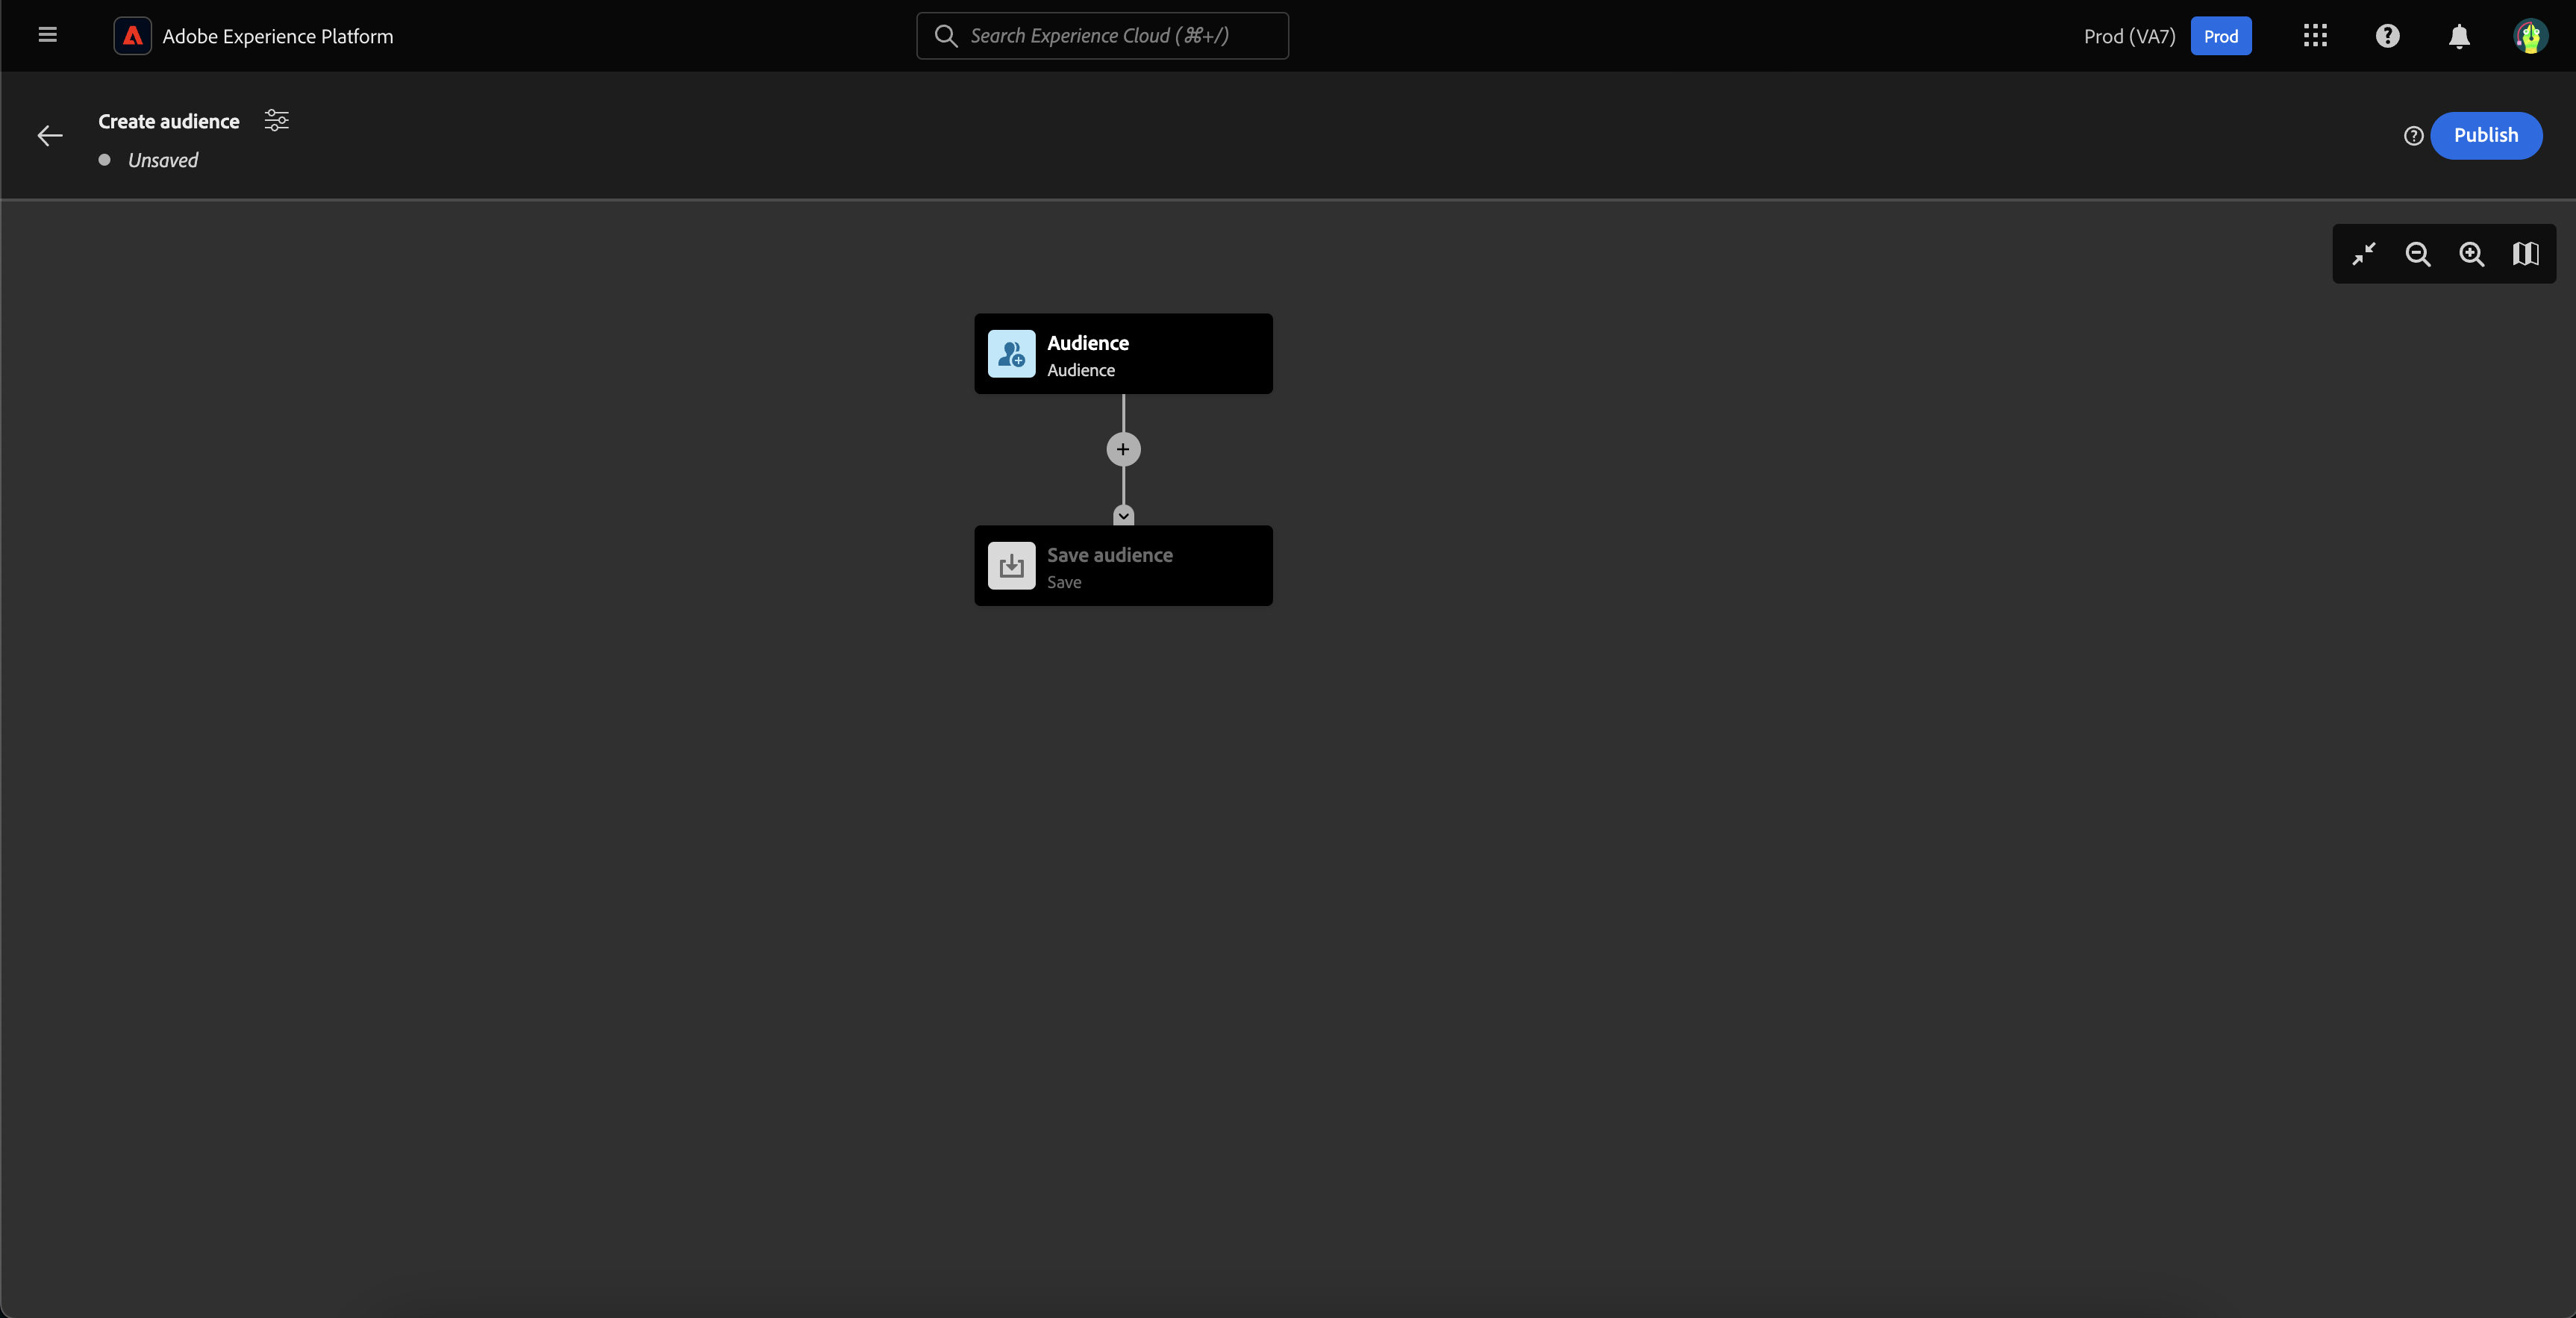 Adobe Experience Platform
Search Experience Cloud (⌘+/)
Prod (VA7)
Prod
Create audience
Unsaved
Publish
Audience
Audience
Save audience
Save